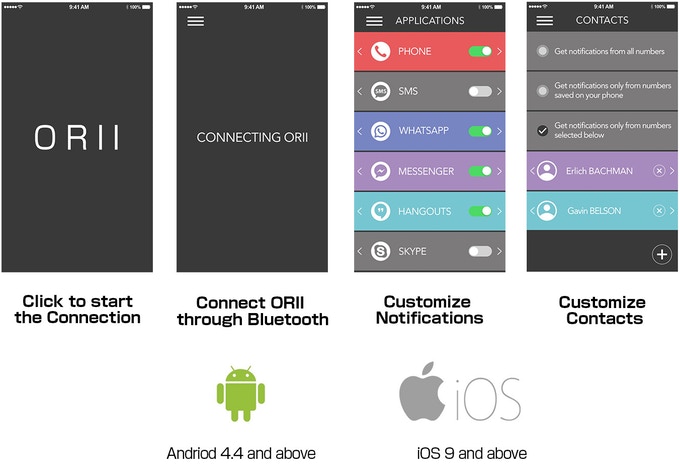 9:41 AM
100%
ORII
Click to start
the Connection
9:41 AM
100%
CONNECTING ORII
Connect ORII
through Bluetooth
9:41 AM
100%
APPLICATIONS
PHONE
SMS
SMS
WHATSAPP
MESSENGER
HANGOUTS
SKYPE
Customize
Notifications
9:41 AM
100%
CONTACTS
Get notifications from all numbers
Get notifications only from numbers
saved on your phone
Get notifications only from numbers
selected below
Erlich BACHMAN
Gavin BELSON
Customize
Contacts
Andriod 4.4 and above
iOS
iOS 9 and above